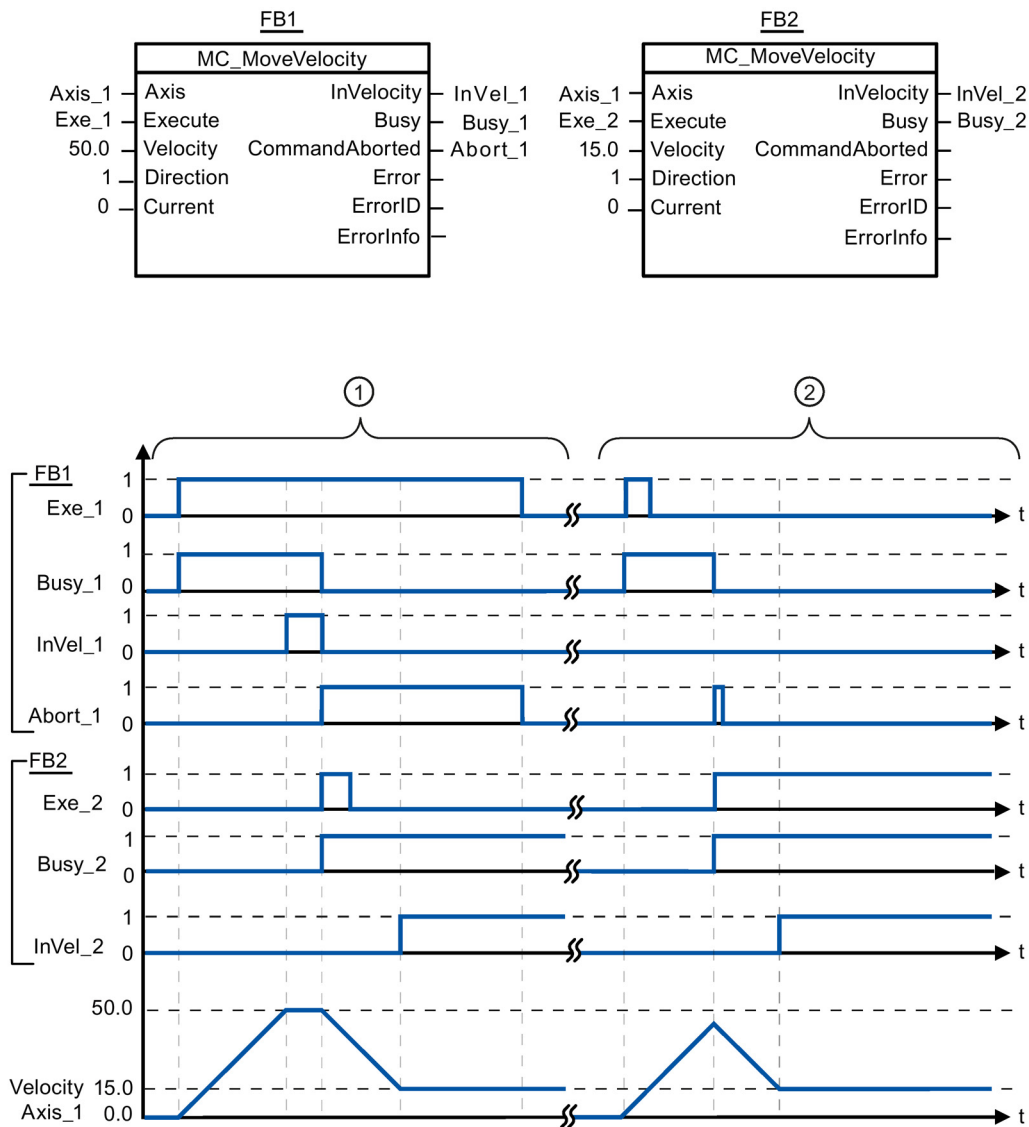 FB1
MC_MoveVelocity
Axis_1 Axis InVelocity InVel_1
Exe_1 Execute Busy Busy_1
50.0 Velocity CommandAborted Abort_1
1 Direction Error
0 Current ErrorID
ErrorInfo
FB2
MC_MoveVelocity
Axis_1 Axis InVelocity InVel_2
Exe_2 Execute Busy Busy_2
15.0 Velocity CommandAborted
1 Direction Error
0 Current ErrorID
ErrorInfo
1 2
FB1
1
Exe_1 0 t
1
Busy_1 0 t
1
InVel_1 0 t
1
Abort_1 0 t
FB2
1
Exe_2 0 t
1
Busy_2 0 t
1
InVel_2 0 t
50.0
Velocity 15.0
Axis_1 0.0 t